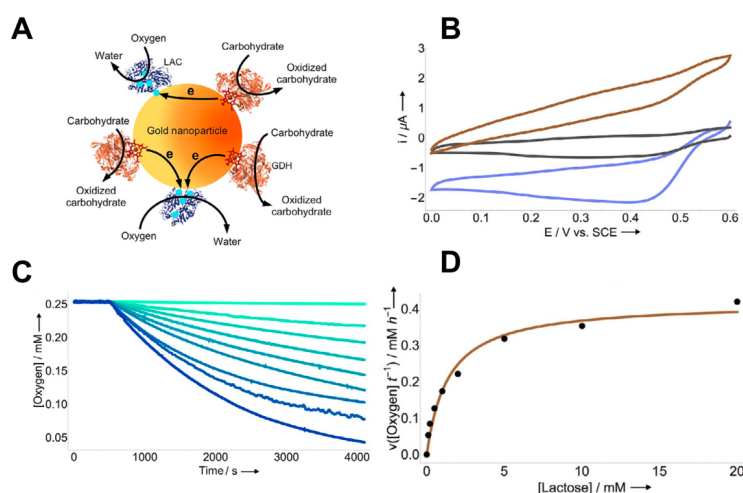 A
Oxygen
Water
LAC
Carbohydrate
Oxidized
carbohydrate
e
Gold nanoparticle
Carbohydrate
Carbohydrate
e
e
GDH
Oxidized
carbohydrate
Oxidized
carbohydrate
Oxygen
Water
B
3
2
1
0
−1
−2
i / µA
0.0
0.1
0.2
0.3
0.4
0.5
0.6
E / V vs. SCE
C
0.25
0.20
0.15
0.10
0.05
[Oxygen] / mM
0
1000
2000
3000
4000
Time / s
D
0.4
0.3
0.2
0.1
0.0
v([Oxygen] t⁻¹) / mM h⁻¹
0
5
10
15
20
[Lactose] / mM